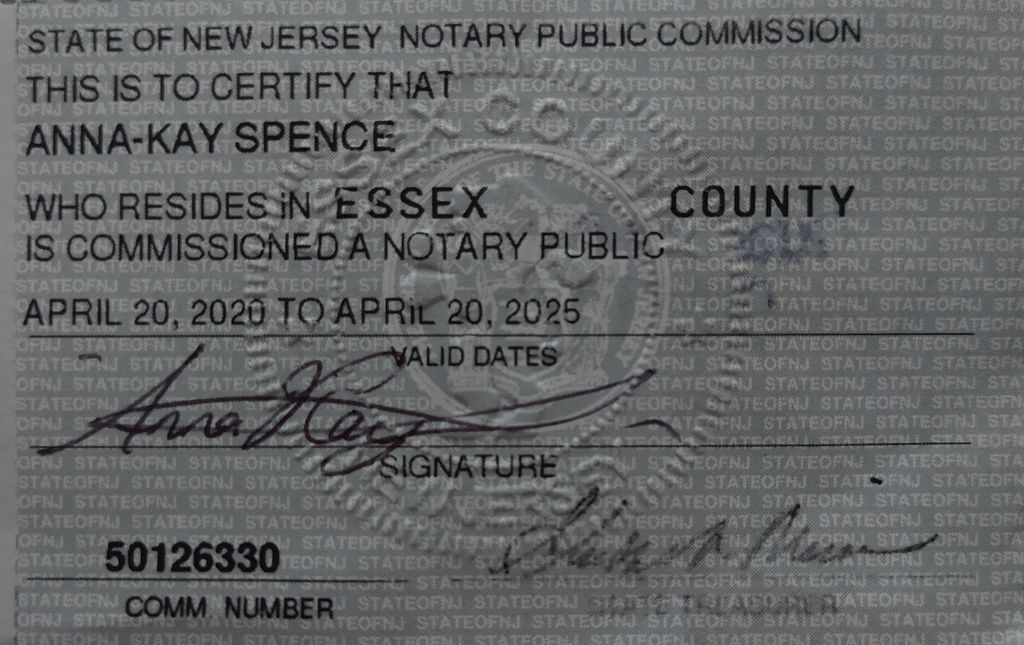 STATE OF NEW JERSEY NOTARY PUBLIC COMMISSION
THIS IS TO CERTIFY THAT
ANNA-KAY SPENCE
WHO RESIDES IN ESSEX COUNTY
IS COMMISSIONED A NOTARY PUBLIC
APRIL 20, 2020 TO APRIL 20, 2025
VALID DATES
Anna Kay
SIGNATURE
50126330
COMM. NUMBER
STATE TREASURER